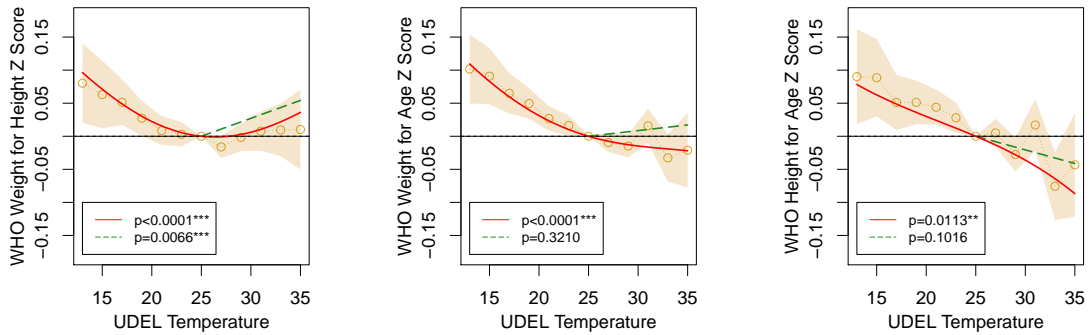 WHO Weight for Height Z Score
0.15
0.05
−0.05
−0.15
p<0.0001***
p=0.0066***
15 20 25 30 35
UDEL Temperature
WHO Weight for Age Z Score
0.15
0.05
−0.05
−0.15
p<0.0001***
p=0.3210
15 20 25 30 35
UDEL Temperature
WHO Height for Age Z Score
0.15
0.05
−0.05
−0.15
p=0.0113**
p=0.1016
15 20 25 30 35
UDEL Temperature